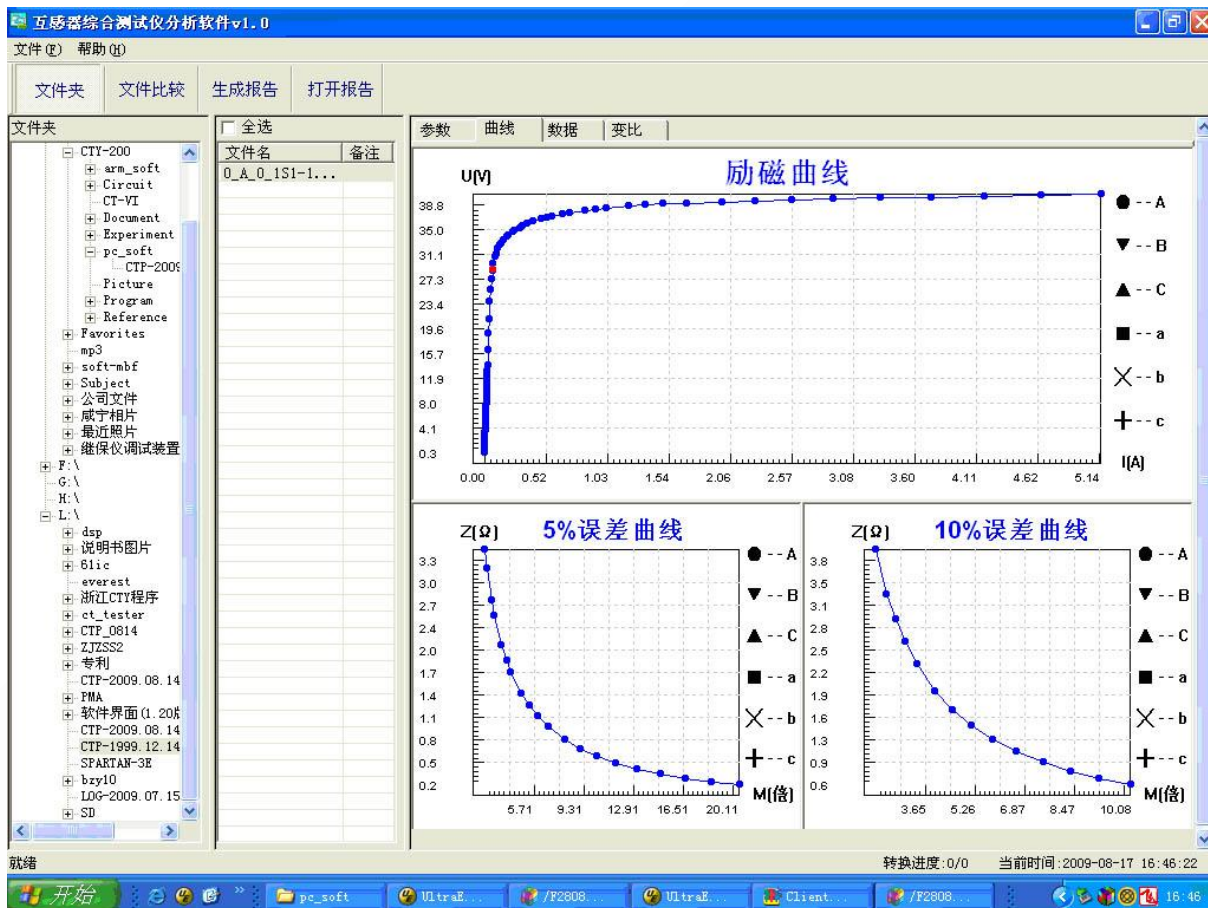 互感器综合测试仪分析软件v1.0
文件(F) 帮助(H)
文件夹 文件比较 生成报告 打开报告
文件夹
CTY-200
arm_soft
Circuit
CT-VI
Document
Experiment
pc_soft
CTP-2009
Picture
Program
Reference
Favorites
mp3
soft-mbf
Subject
公司文件
咸宁相片
最近照片
继保仪调试装置
F:\
G:\
H:\
L:\
dsp
说明书图片
61ic
everest
浙江CTY程序
ct_tester
CTP_0814
ZJZSS2
专利
CTP-2009.08.14
PMA
软件界面(1.20版
CTP-2009.08.14
CTP-1999.12.14
SPARTAN-3E
bzy10
LOG-2009.07.15
SD
全选
文件名 备注
0_A_0_1S1-1...
参数 曲线 数据 变比
U(V) 励磁曲线
38.8
35.0
31.1
27.3
23.4
19.6
15.7
11.9
8.0
4.1
0.3
0.00 0.52 1.03 1.54 2.06 2.57 3.08 3.60 4.11 4.62 5.14
I(A)
--A
--B
--C
--a
--b
--c
Z(Ω) 5%误差曲线
3.3
3.0
2.7
2.4
2.0
1.7
1.4
1.1
0.8
0.5
0.2
5.71 9.31 12.91 16.51 20.11
M(倍)
--A
--B
--C
--a
--b
--c
Z(Ω) 10%误差曲线
3.8
3.5
3.1
2.8
2.5
2.2
1.9
1.6
1.3
0.9
0.6
3.65 5.26 6.87 8.47 10.08
M(倍)
--A
--B
--C
--a
--b
--c
就绪 转换进度:0/0 当前时间:2009-08-17 16:46:22
开始 pc_soft UltraE... /F2808... UltraE... Client... /F2808... 16:46